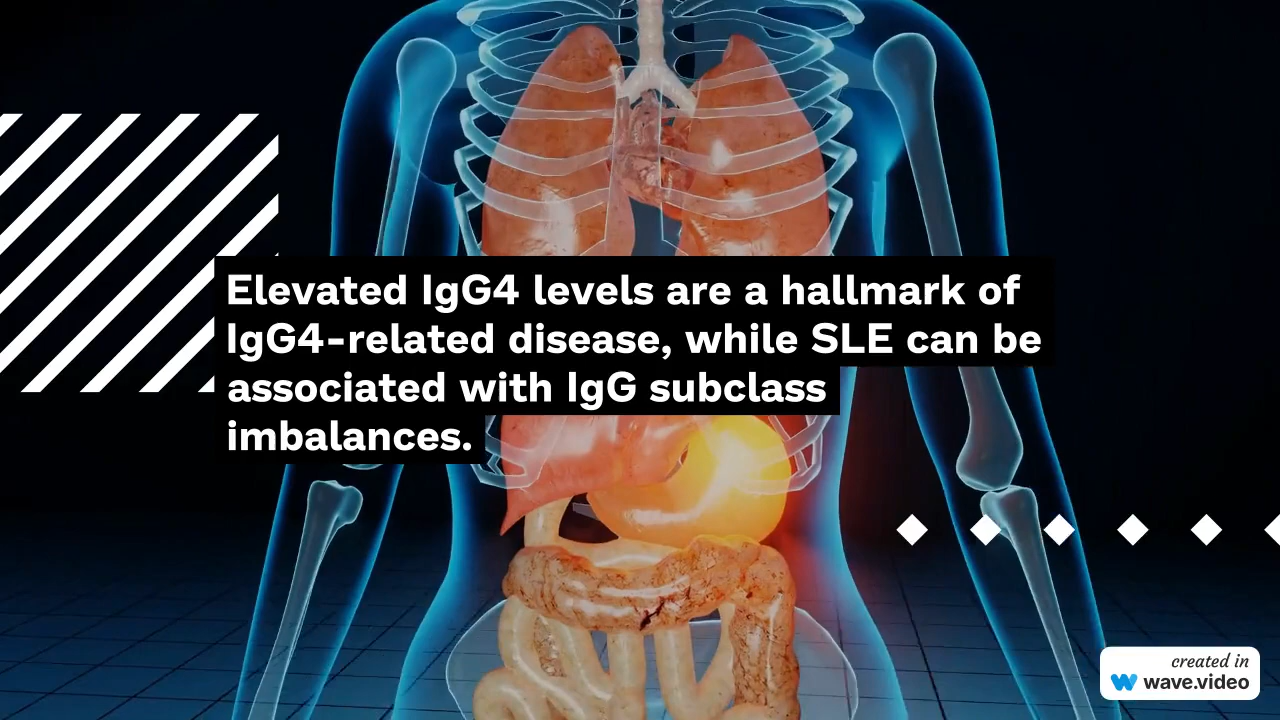 Elevated IgG4 levels are a hallmark of
IgG4-related disease, while SLE can be
associated with IgG subclass
imbalances.
created in
wave.video